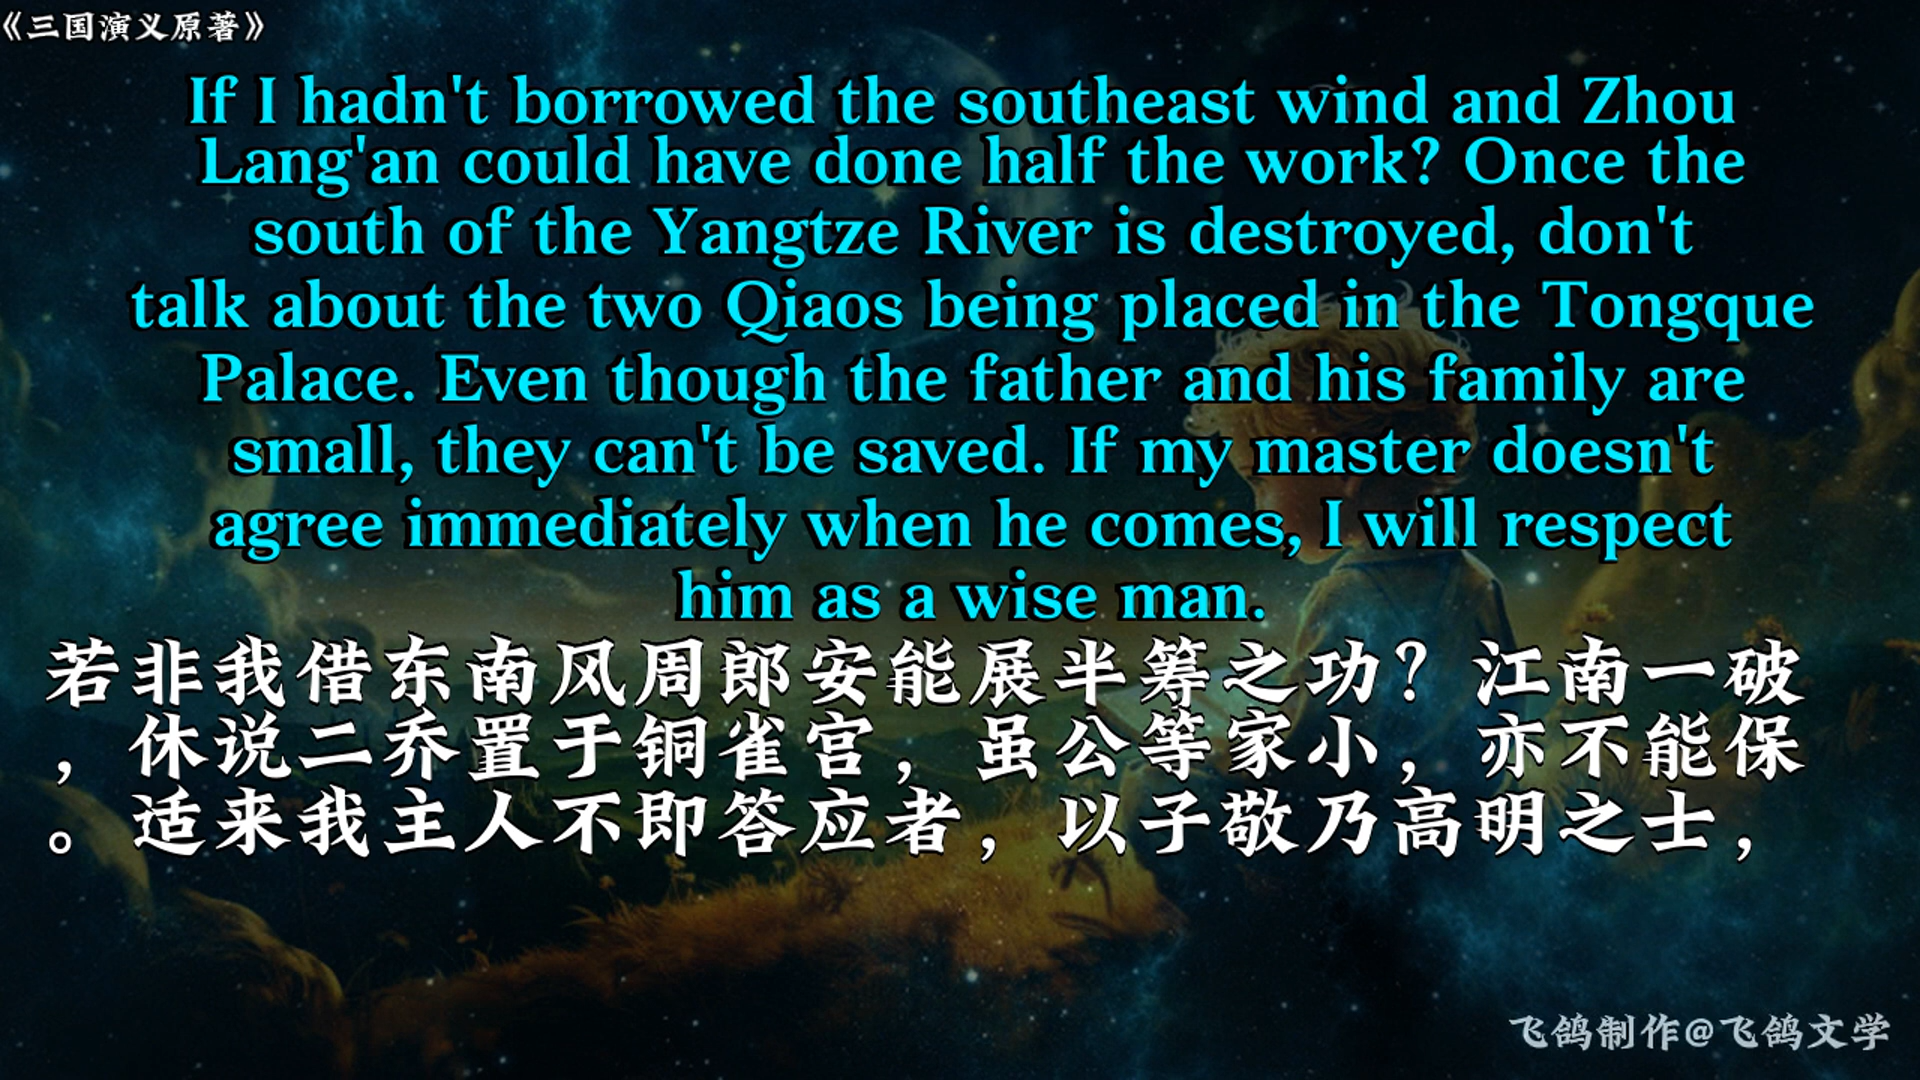 《三国演义原著》
If I hadn't borrowed the southeast wind and Zhou
Lang'an could have done half the work? Once the
south of the Yangtze River is destroyed, don't
talk about the two Qiaos being placed in the Tongque
Palace. Even though the father and his family are
small, they can't be saved. If my master doesn't
agree immediately when he comes, I will respect
him as a wise man.
若非我借东南风周郎安能展半筹之功？江南一破
，休说二乔置于铜雀宫，虽公等家小，亦不能保
。适来我主人不即答应者，以子敬乃高明之士，
飞鸽制作@飞鸽文学